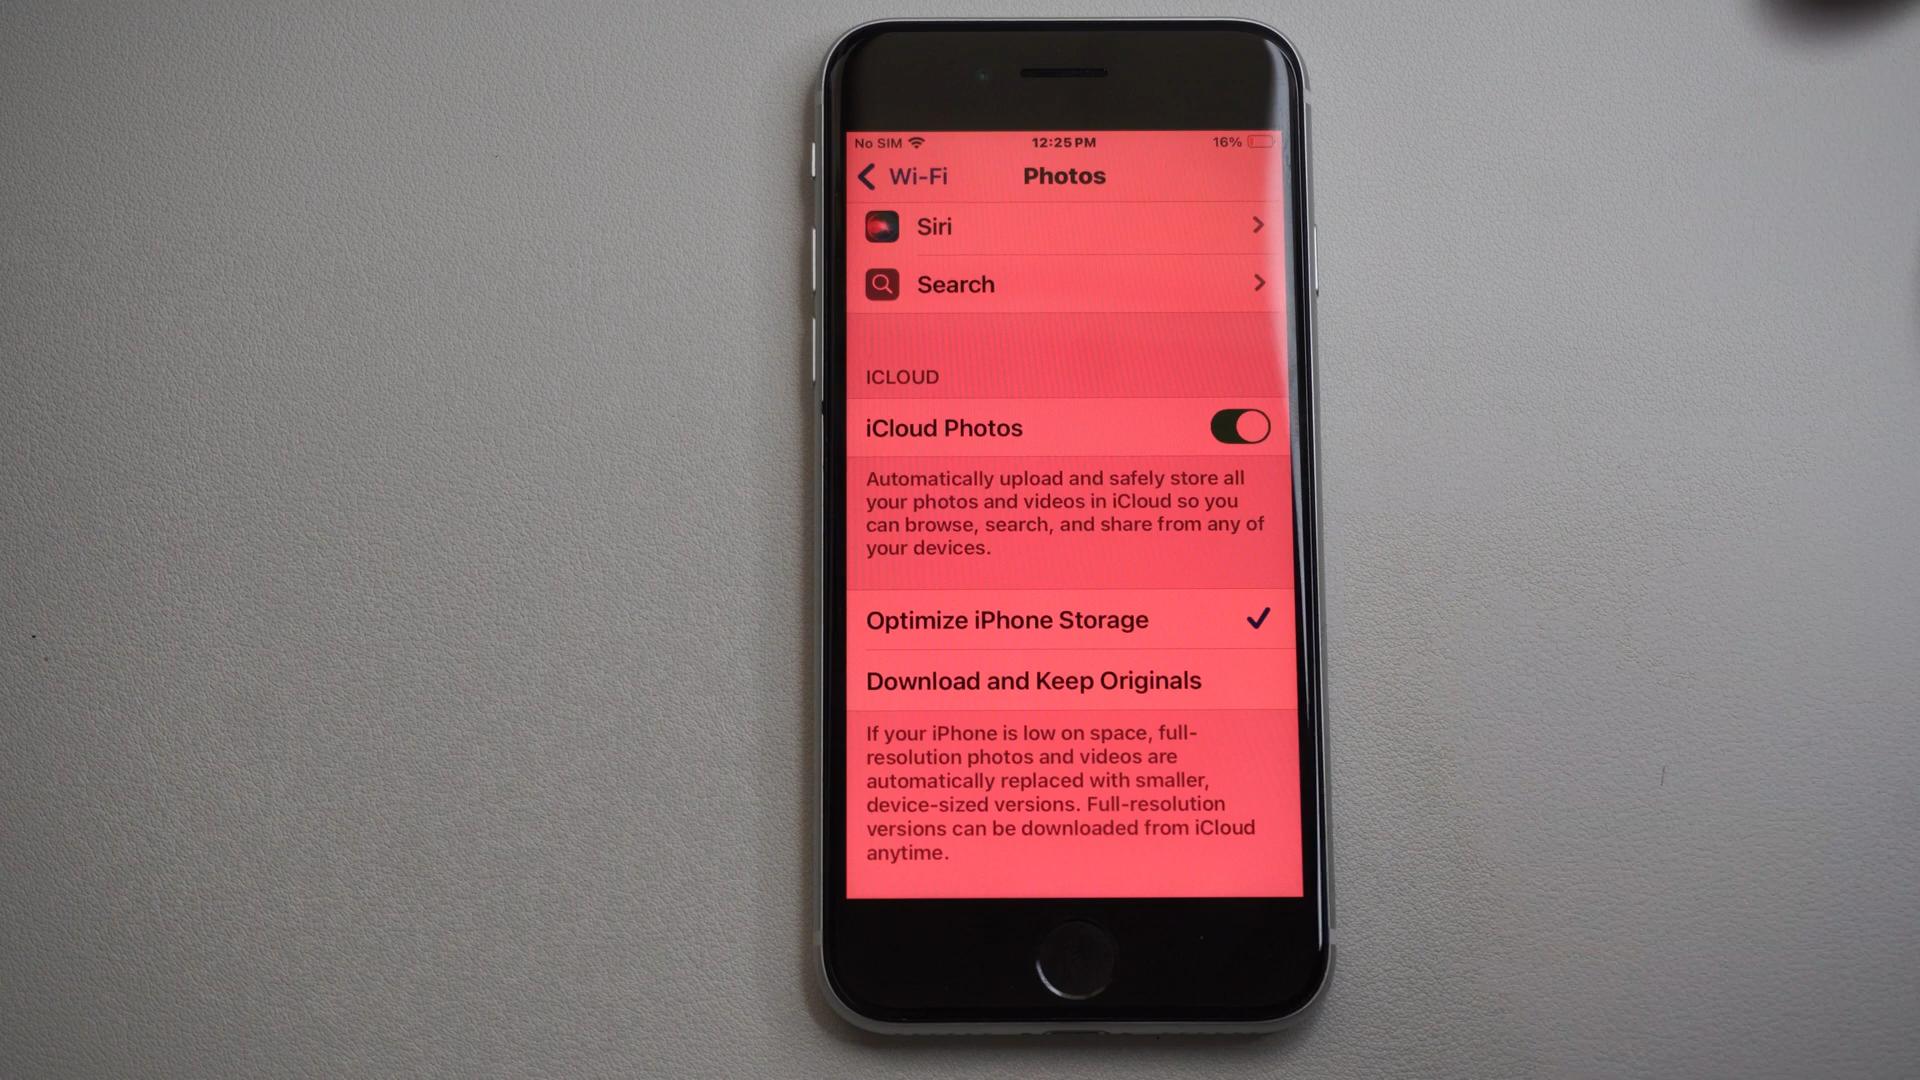 No SIM 12:25 PM 16%
Wi-Fi Photos
Siri
Search
ICLOUD
iCloud Photos
Automatically upload and safely store all
your photos and videos in iCloud so you
can browse, search, and share from any of
your devices.
Optimize iPhone Storage
Download and Keep Originals
If your iPhone is low on space, full-
resolution photos and videos are
automatically replaced with smaller,
device-sized versions. Full-resolution
versions can be downloaded from iCloud
anytime.